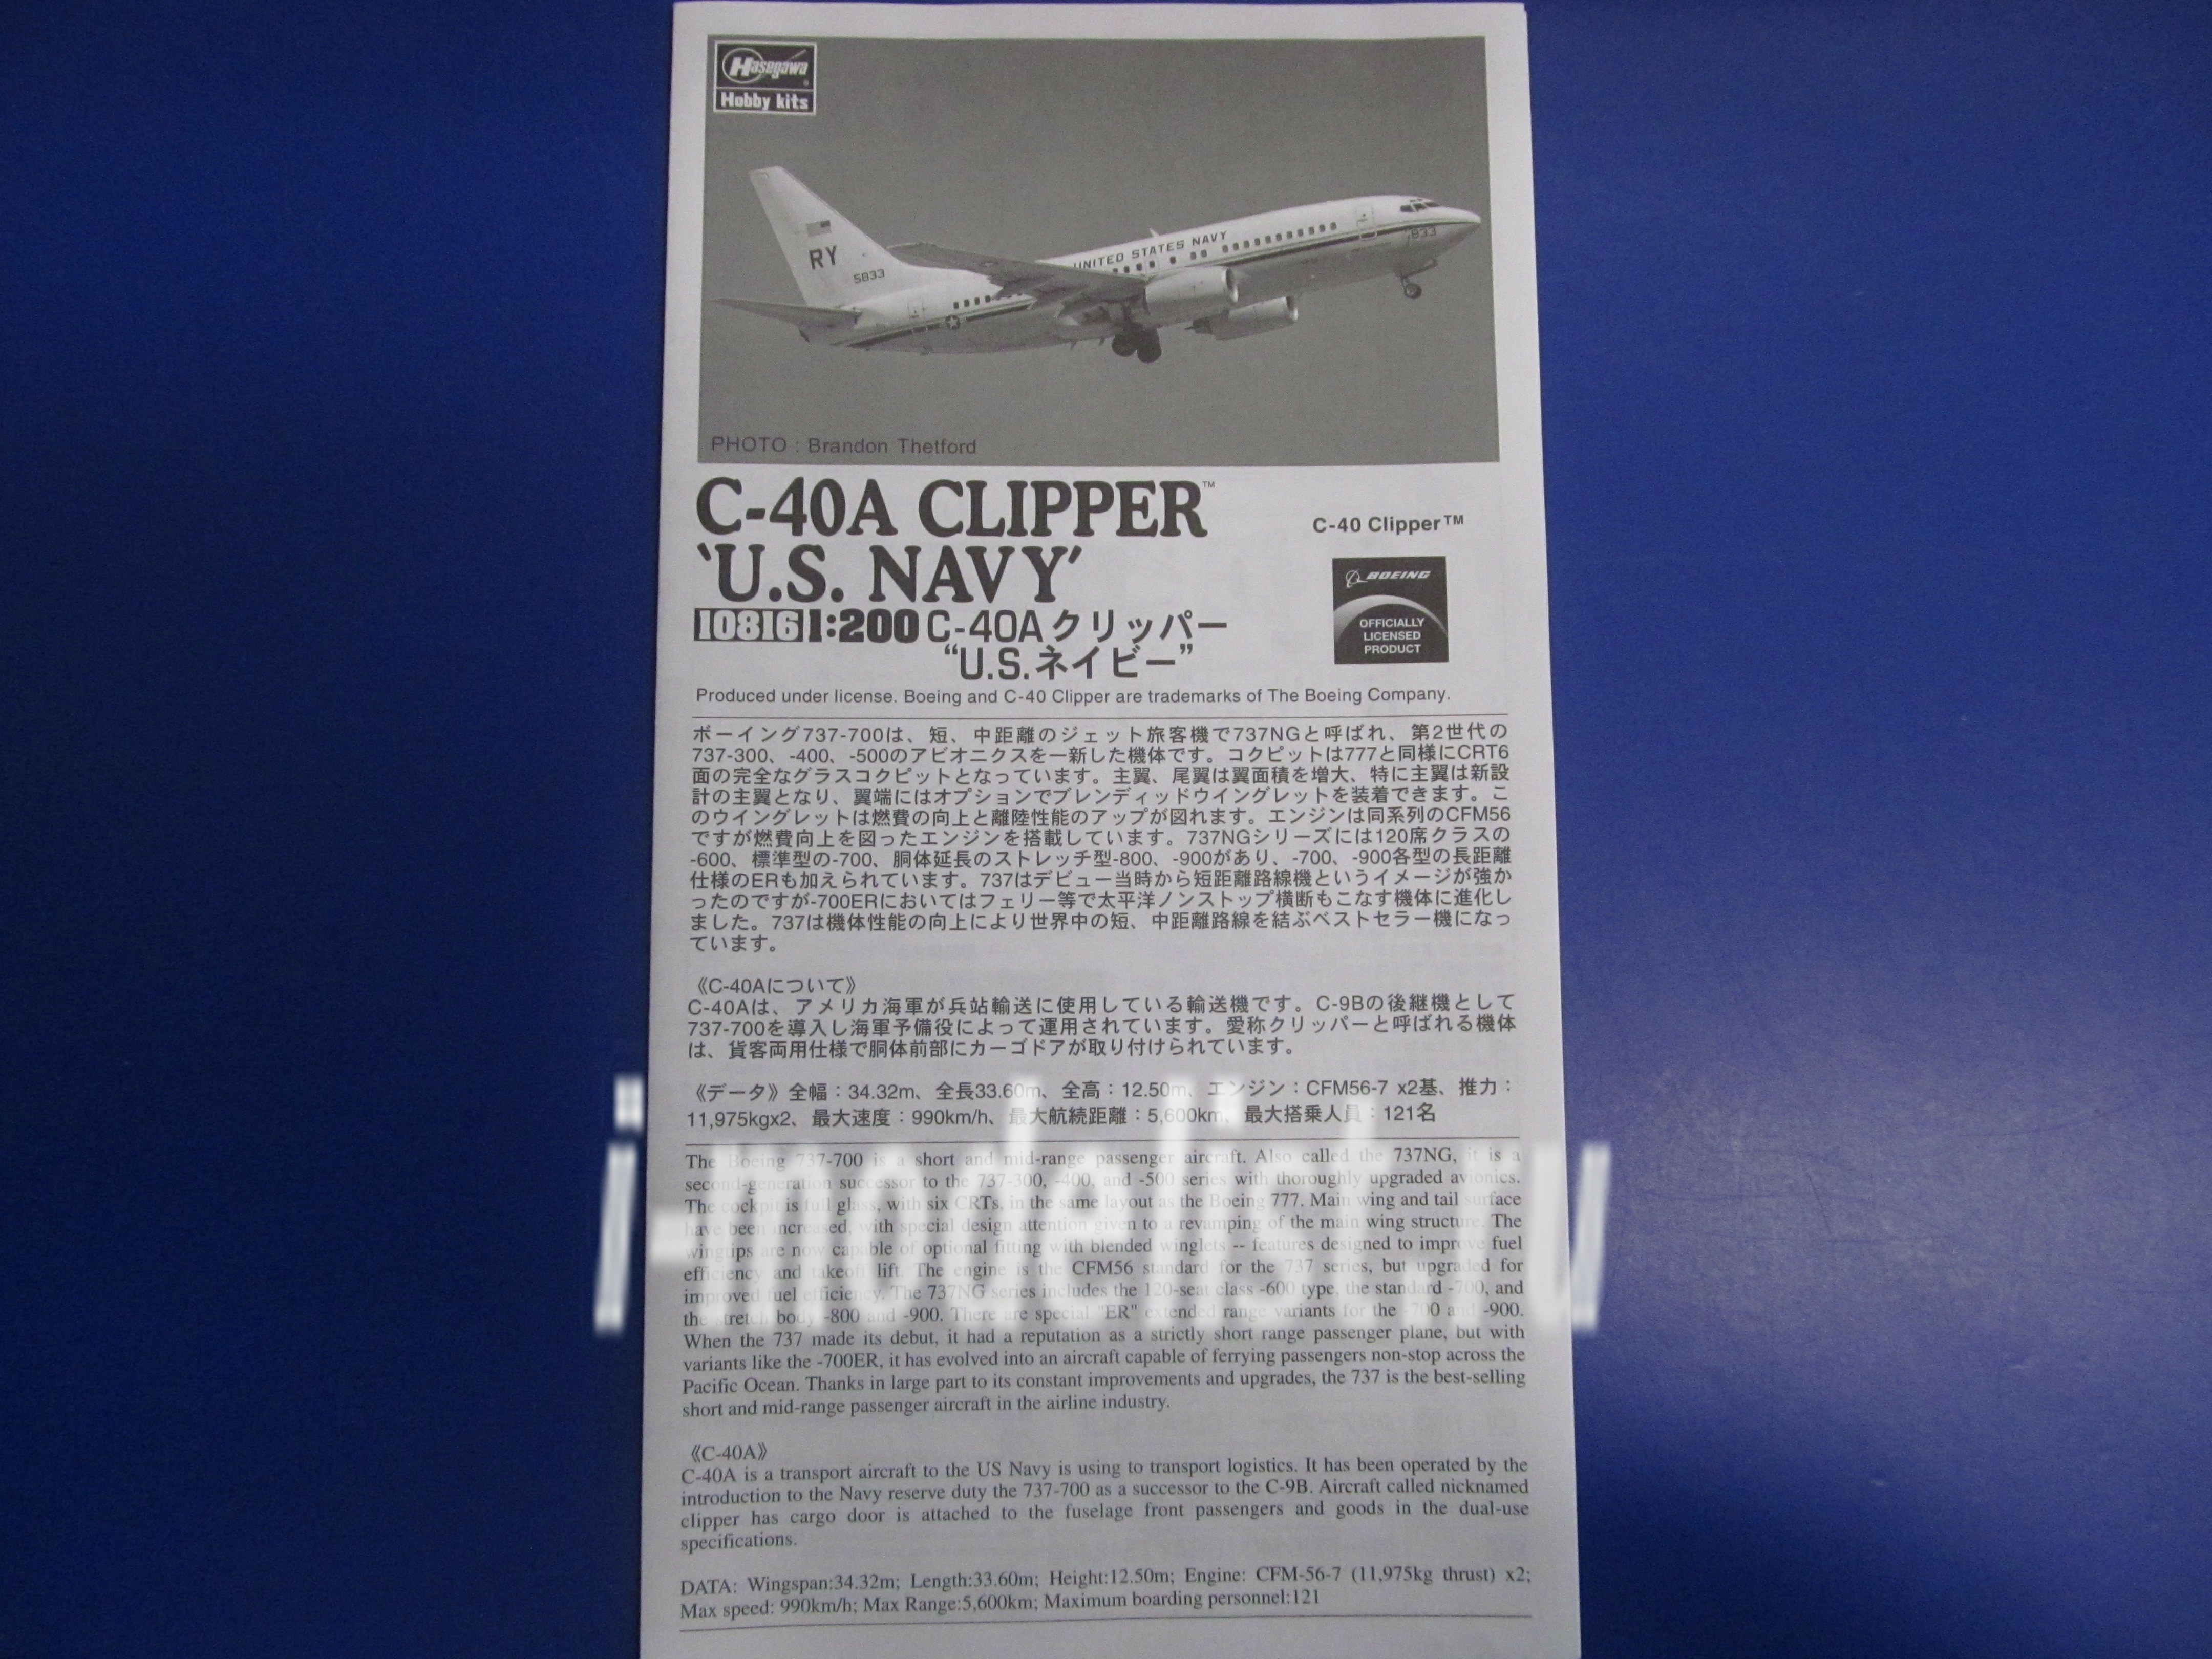 Hasegawa
Hobby kits
UNITED STATES NAVY
833
RY
5833
PHOTO : Brandon Thetford
C-40A CLIPPER™
‘U.S. NAVY’
C-40 Clipper™
BOEING
OFFICIALLY
LICENSED
PRODUCT
10816 1:200 C-40Aクリッパー
“U.S.ネイビー”
Produced under license. Boeing and C-40 Clipper are trademarks of The Boeing Company.
ボーイング737-700は、短、中距離のジェット旅客機で737NGと呼ばれ、第2世代の
737-300、-400、-500のアビオニクスを一新した機体です。コクピットは777と同様にCRT6
面の完全なグラスコクピットとなっています。主翼、尾翼は翼面積を増大、特に主翼は新設
計の主翼となり、翼端にはオプションでブレンディッドウイングレットを装着できます。こ
のウイングレットは燃費の向上と離陸性能のアップが図れます。エンジンは同系列のCFM56
ですが燃費向上を図ったエンジンを搭載しています。737NGシリーズには120席クラスの
-600、標準型の-700、胴体延長のストレッチ型-800、-900があり、-700、-900各型の長距離
仕様のERも加えられています。737はデビュー当時から短距離路線機というイメージが強か
ったのですが-700ERにおいてはフェリー等で太平洋ノンストップ横断もこなす機体に進化し
ました。737は機体性能の向上により世界中の短、中距離路線を結ぶベストセラー機になっ
ています。
《C-40Aについて》
C-40Aは、アメリカ海軍が兵站輸送に使用している輸送機です。C-9Bの後継機として
737-700を導入し海軍予備役によって運用されています。愛称クリッパーと呼ばれる機体
は、貨客両用仕様で胴体前部にカーゴドアが取り付けられています。
《データ》全幅：34.32m、全長33.60m、全高：12.50m、エンジン：CFM56-7 x2基、推力：
11,975kgx2、最大速度：990km/h、最大航続距離：5,600km、最大搭乗人員：121名
i-modelist.ru
The Boeing 737-700 is a short and mid-range passenger aircraft. Also called the 737NG, it is a
second-generation successor to the 737-300, -400, and -500 series with thoroughly upgraded avionics.
The cockpit is full glass, with six CRTs, in the same layout as the Boeing 777. Main wing and tail surface
have been increased, with special design attention given to a revamping of the main wing structure. The
wingtips are now capable of optional fitting with blended winglets -- features designed to improve fuel
efficiency and takeoff lift. The engine is the CFM56 standard for the 737 series, but upgraded for
improved fuel efficiency. The 737NG series includes the 120-seat class -600 type, the standard -700, and
the stretch body -800 and -900. There are special "ER" extended range variants for the -700 and -900.
When the 737 made its debut, it had a reputation as a strictly short range passenger plane, but with
variants like the -700ER, it has evolved into an aircraft capable of ferrying passengers non-stop across the
Pacific Ocean. Thanks in large part to its constant improvements and upgrades, the 737 is the best-selling
short and mid-range passenger aircraft in the airline industry.
《C-40A》
C-40A is a transport aircraft to the US Navy is using to transport logistics. It has been operated by the
introduction to the Navy reserve duty the 737-700 as a successor to the C-9B. Aircraft called nicknamed
clipper has cargo door is attached to the fuselage front passengers and goods in the dual-use
specifications.
DATA: Wingspan:34.32m; Length:33.60m; Height:12.50m; Engine: CFM-56-7 (11,975kg thrust) x2;
Max speed: 990km/h; Max Range:5,600km; Maximum boarding personnel:121